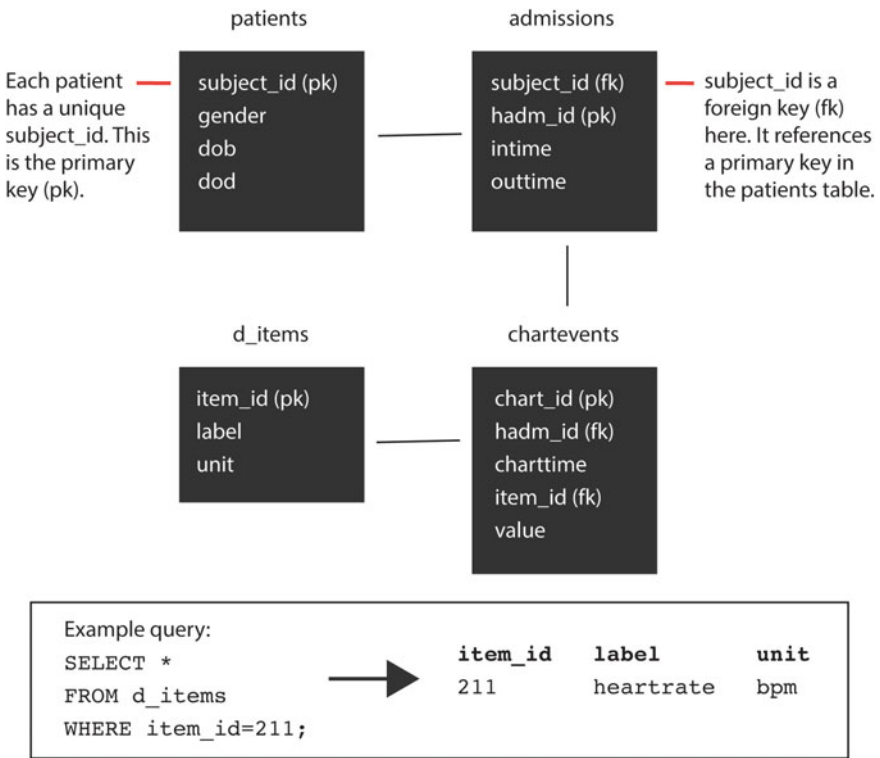 patients
admissions
Each patient
has a unique
subject_id. This
is the primary
key (pk).
subject_id (pk)
gender
dob
dod
subject_id (fk)
hadm_id (pk)
intime
outtime
subject_id is a
foreign key (fk)
here. It references
a primary key in
the patients table.
d_items
chartevents
item_id (pk)
label
unit
chart_id (pk)
hadm_id (fk)
charttime
item_id (fk)
value
Example query:
SELECT *
FROM d_items
WHERE item_id=211;
item_id label unit
211 heartrate bpm